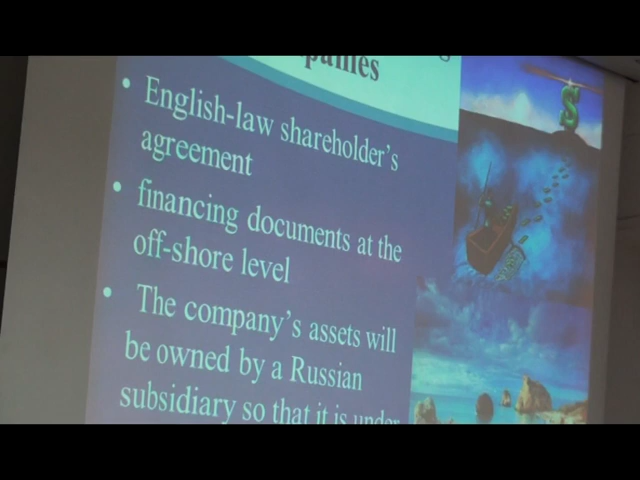 • English-law shareholder's
agreement
• financing documents at the
off-shore level
• The company's assets will
be owned by a Russian
subsidiary so that it is under
$